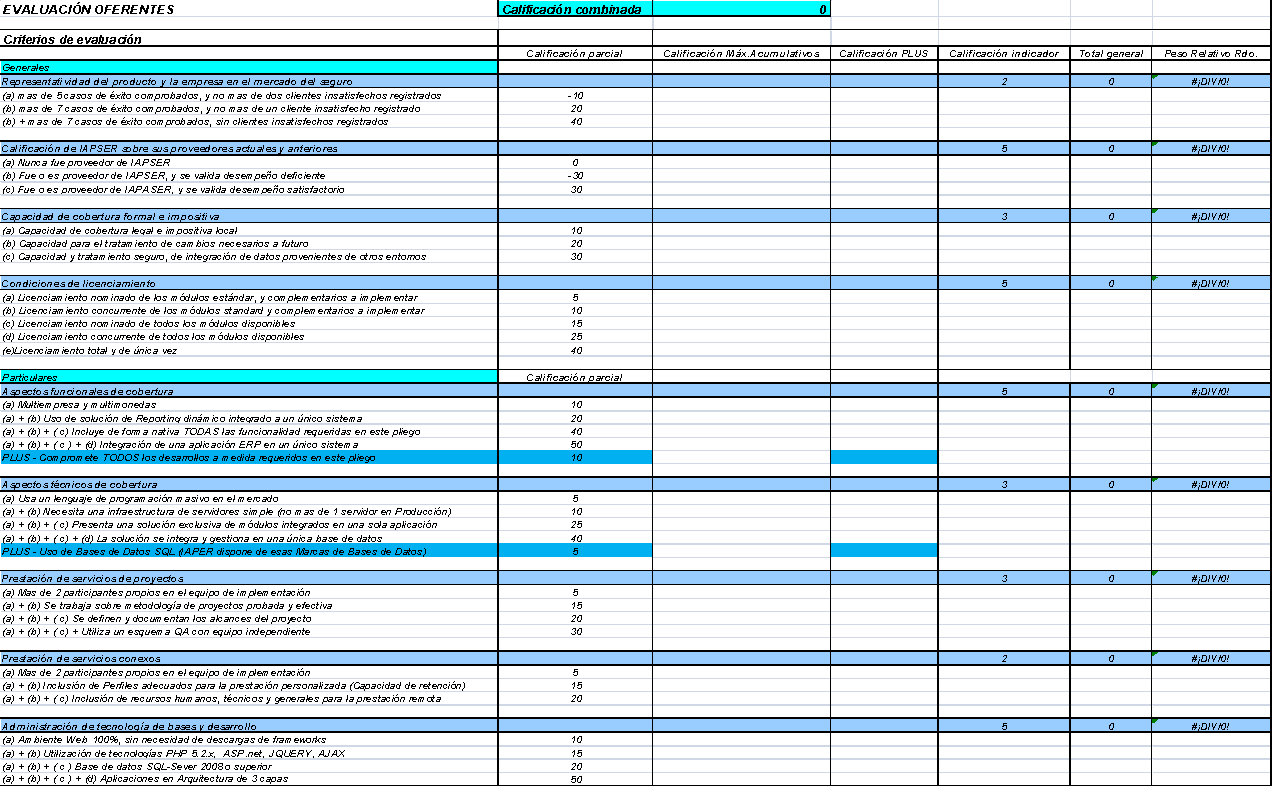 EVALUACIÓN OFERENTES Calificación combinada 0
Criterios de evaluación
Calificación parcial Calificación Máx.Acumulativos Calificación PLUS Calificación indicador Total general Peso Relativo Rdo.
Generales
Representatividad del producto y la empresa en el mercado del seguro 2 0 #¡DIV/0!
(a) mas de 5 casos de éxito comprobados, y no mas de dos clientes insatisfechos registrados -10
(b) mas de 7 casos de éxito comprobados, y no mas de un cliente insatisfecho registrado 20
(b) + mas de 7 casos de éxito comprobados, sin clientes insatisfechos registrados 40
Calificación de IAPSER sobre sus proveedores actuales y anteriores 5 0 #¡DIV/0!
(a) Nunca fue proveedor de IAPSER 0
(b) Fue o es proveedor de IAPSER, y se valida desempeño deficiente -30
(c) Fue o es proveedor de IAPASER, y se valida desempeño satisfactorio 30
Capacidad de cobertura formal e impositiva 3 0 #¡DIV/0!
(a) Capacidad de cobertura legal e impositiva local 10
(b) Capacidad para el tratamiento de cambios necesarios a futuro 20
(c) Capacidad y tratamiento seguro, de integración de datos provenientes de otros entornos 30
Condiciones de licenciamiento 5 0 #¡DIV/0!
(a) Licenciamiento nominado de los módulos estándar, y complementarios a implementar 5
(b) Licenciamiento concurrente de los módulos standard y complementarios a implementar 10
(c) Licenciamiento nominado de todos los módulos disponibles 15
(d) Licenciamiento concurrente de todos los módulos disponibles 25
(e)Licenciamiento total y de única vez 40
Particulares Calificación parcial
Aspectos funcionales de cobertura 5 0 #¡DIV/0!
(a) Multiempresa y multimonedas 10
(a) + (b) Uso de solución de Reporting dinámico integrado a un único sistema 20
(a) + (b) + ( c) Incluye de forma nativa TODAS las funcionalidad requeridas en este pliego 40
(a) + (b) + ( c ) + (d) Integración de una aplicación ERP en un único sistema 50
PLUS - Compromete TODOS los desarrollos a medida requeridos en este pliego 10
Aspectos técnicos de cobertura 3 0 #¡DIV/0!
(a) Usa un lenguaje de programación masivo en el mercado 5
(a) + (b) Necesita una infraestructura de servidores simple (no mas de 1 servidor en Producción) 10
(a) + (b) + ( c) Presenta una solución exclusiva de módulos integrados en una sola aplicación 25
(a) + (b) + ( c) +(d) La solución se integra y gestiona en una única base de datos 40
PLUS - Uso de Bases de Datos SQL (IAPER dispone de esas Marcas de Bases de Datos) 5
Prestación de servicios de proyectos 3 0 #¡DIV/0!
(a) Mas de 2 participantes propios en el equipo de implementación 5
(a) + (b) Se trabaja sobre metodología de proyectos probada y efectiva 15
(a) + (b) + ( c) Se definen y documentan los alcances del proyecto 20
(a) + (b) + ( c) + Utiliza un esquema QA con equipo independiente 30
Prestación de servicios conexos 2 0 #¡DIV/0!
(a) Mas de 2 participantes propios en el equipo de implementación 5
(a) + (b) Inclusión de Perfiles adecuados para la prestación personalizada (Capacidad de retención) 15
(a) + (b) + ( c) Inclusión de recursos humanos, técnicos y generales para la prestación remota 20
Administración de tecnología de bases y desarrollo 5 0 #¡DIV/0!
(a) Ambiente Web 100%, sin necesidad de descargas de frameworks 10
(a) + (b) Utilización de tecnologías PHP 5.2.x, ASP.net, JQUERY, AJAX 15
(a) + (b) + ( c ) Base de datos SQL-Sever 2008 o superior 20
(a) + (b) + ( c ) + (d) Aplicaciones en Arquitectura de 3 capas 50